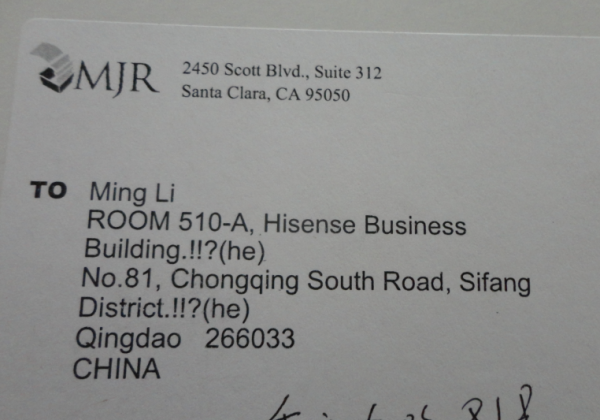 MJR
2450 Scott Blvd., Suite 312
Santa Clara, CA 95050
TO Ming Li
ROOM 510-A, Hisense Business
Building.!!?(he)
No.81, Chongqing South Road, Sifang
District.!!?(he)
Qingdao 266033
CHINA